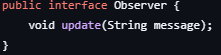 public interface Observer {
    void update(String message);
}